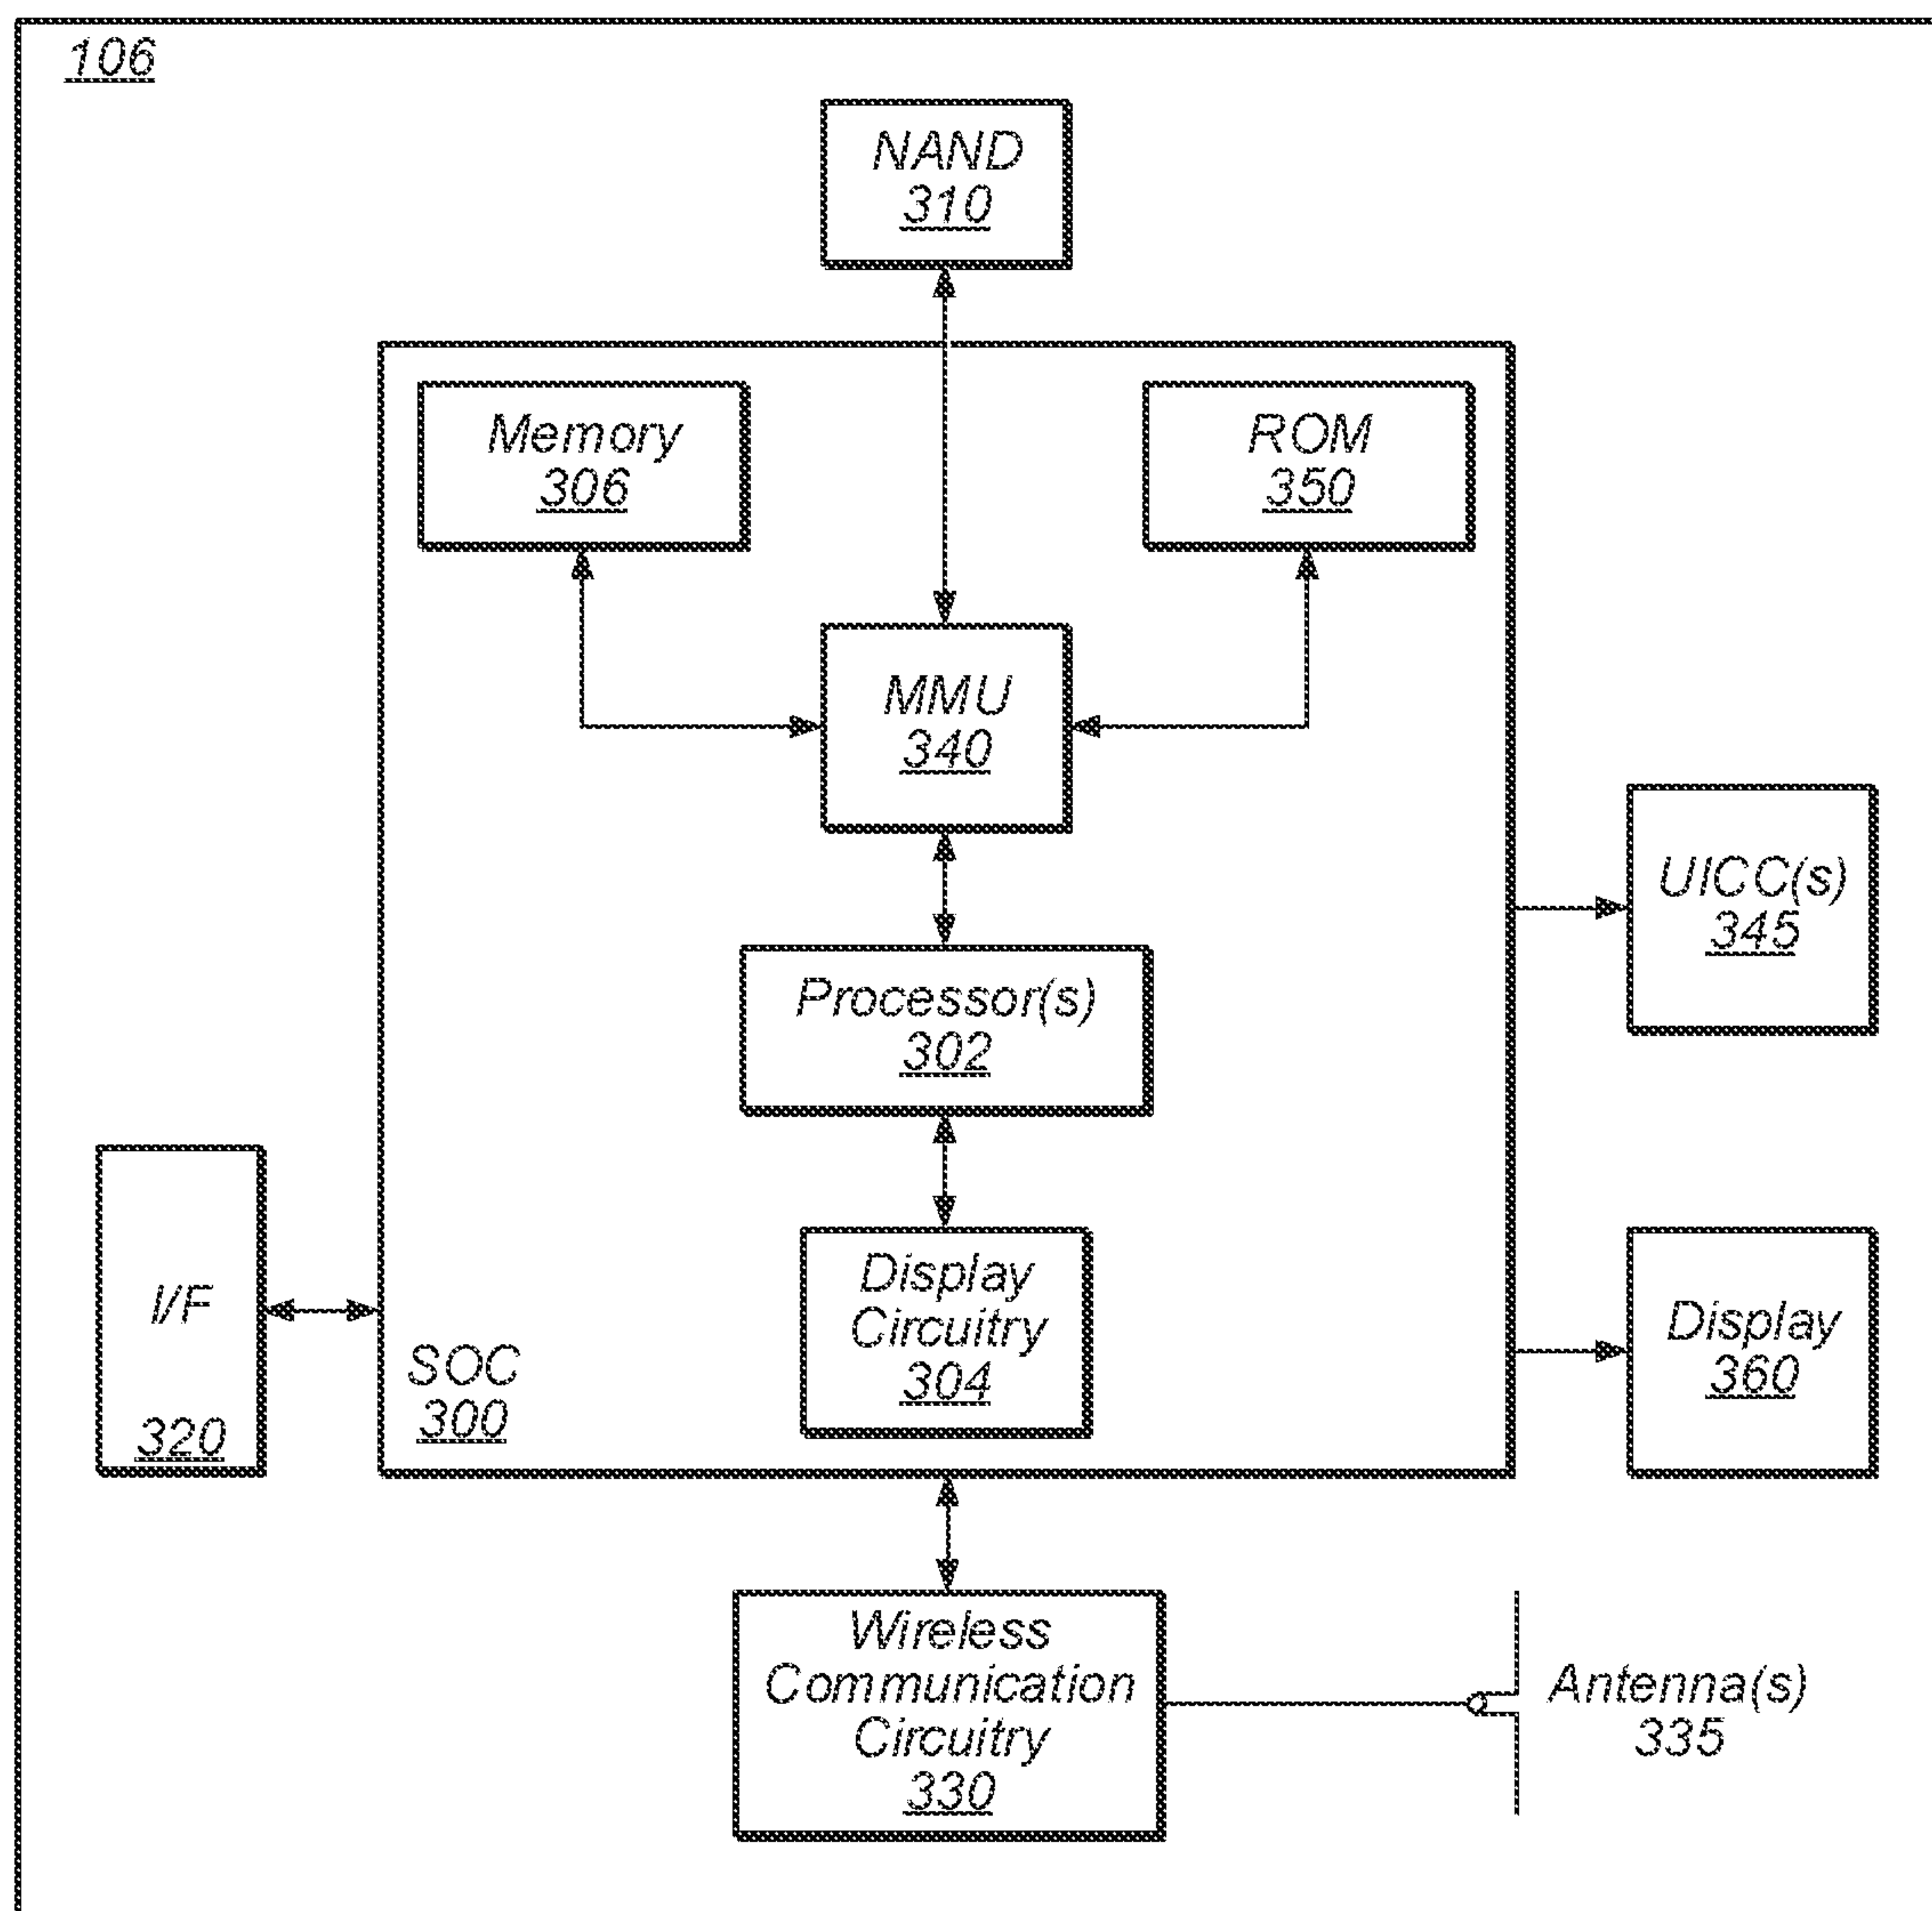 106
NAND
310
Memory
306
ROM
350
MMU
340
UICC(s)
345
Processor(s)
302
I/F
320
Display
Circuitry
304
Display
360
SOC
300
Wireless
Communication
Circuitry
330
Antenna(s)
335